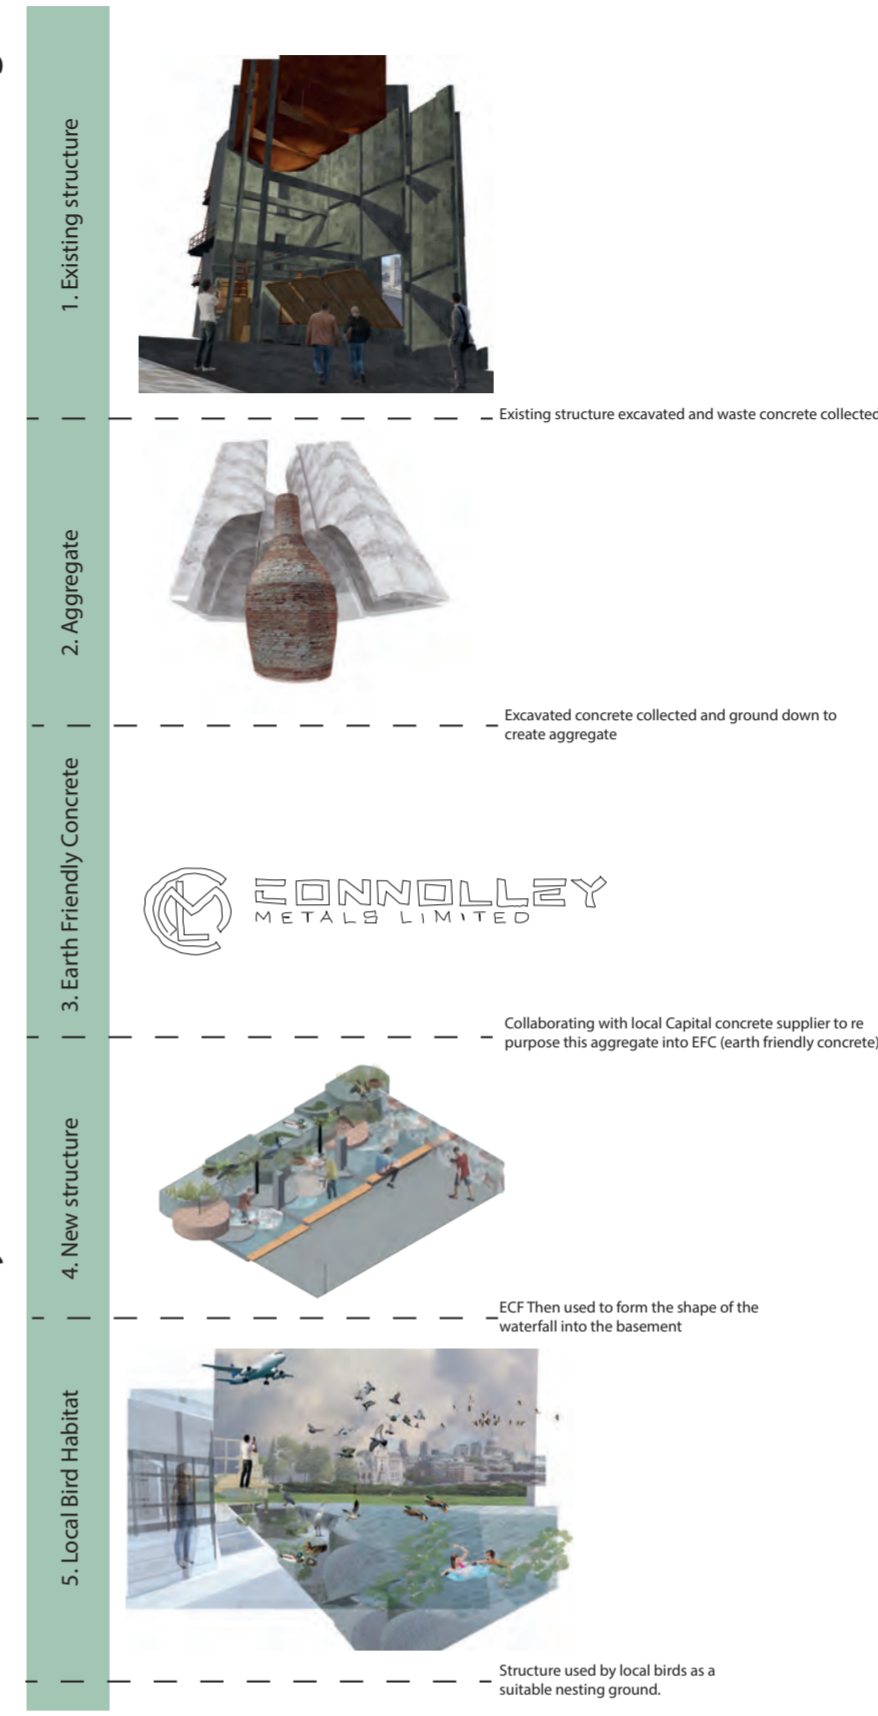 1. Existing structure
Existing structure excavated and waste concrete collected
2. Aggregate
Excavated concrete collected and ground down to
create aggregate
3. Earth Friendly Concrete
CML
CONNOLLEY
METALS LIMITED
Collaborating with local Capital concrete supplier to re
purpose this aggregate into EFC (earth friendly concrete)
4. New structure
ECF Then used to form the shape of the
waterfall into the basement
5. Local Bird Habitat
Structure used by local birds as a
suitable nesting ground.